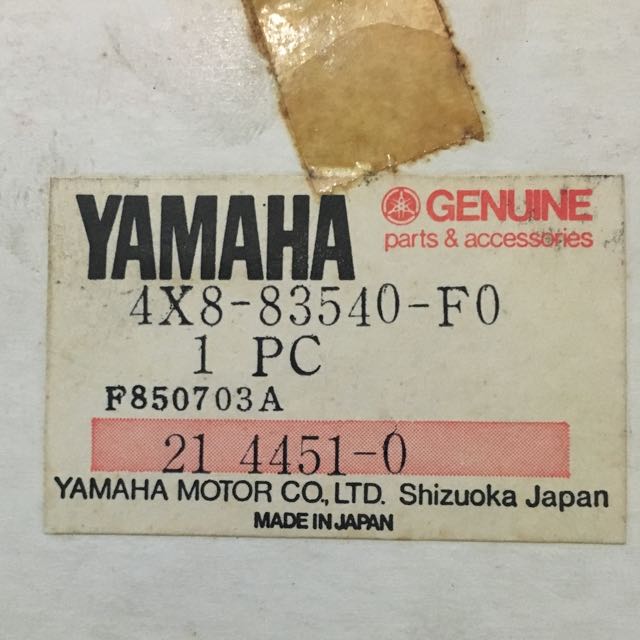 YAMAHA
GENUINE
parts & accessories
4X8-83540-F0
1 PC
F850703A
21 4451-0
YAMAHA MOTOR CO., LTD. Shizuoka Japan
MADE IN JAPAN